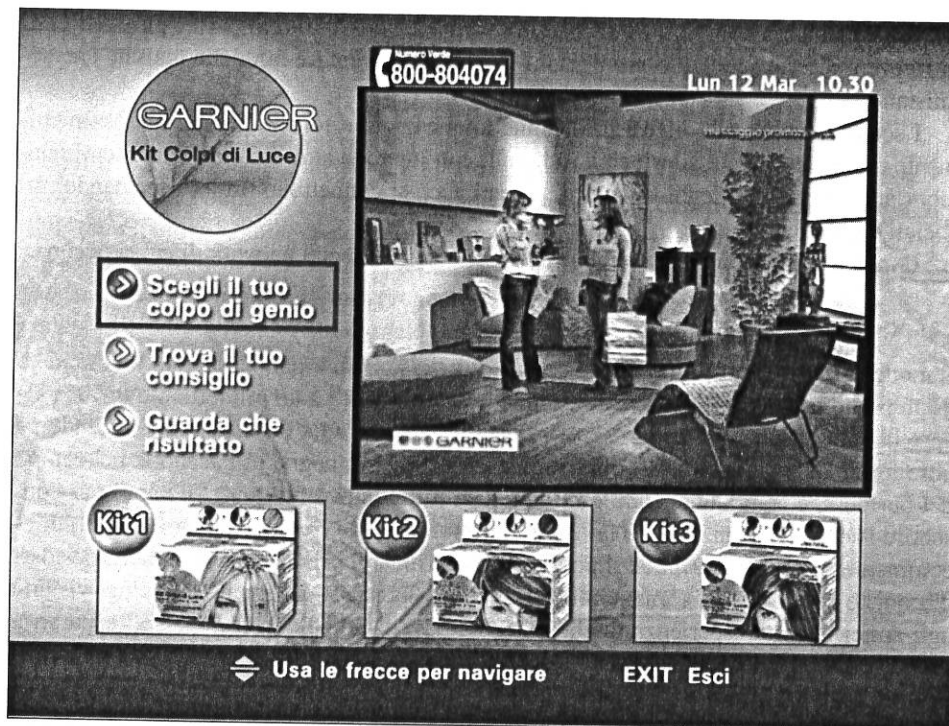 Numero Verde
800-804074
Lun 12 Mar 10.30
GARNIER
Kit Colpi di Luce
messaggio promozionale
Scegli il tuo
colpo di genio
Trova il tuo
consiglio
Guarda che
risultato
GARNIER
Kit1
Kit2
Kit3
Usa le frecce per navigare
EXIT Esci